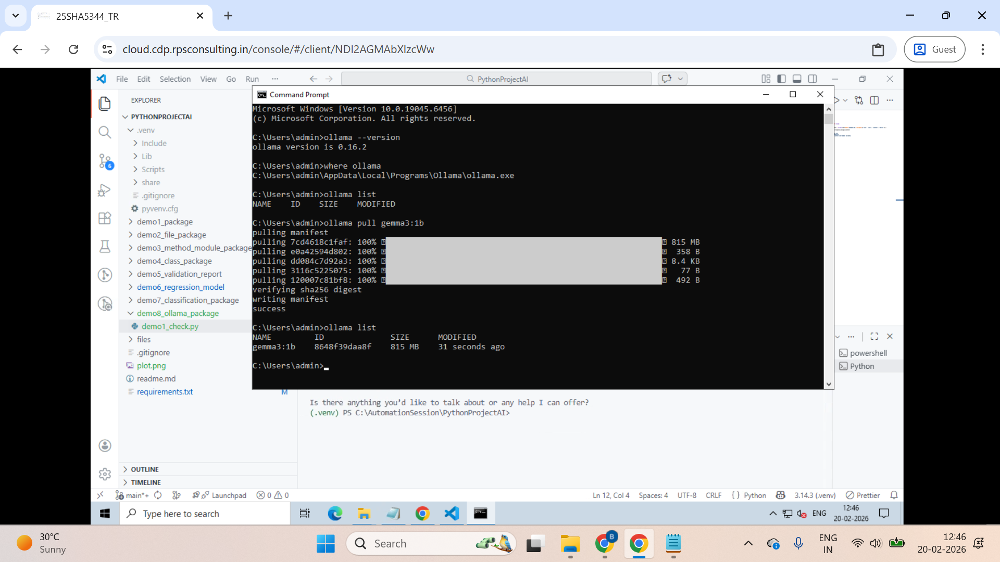 25SHA5344_TR
cloud.cdp.rpsconsulting.in/console/#/client/NDI2AGMAbXlzcWw
Guest
File Edit Selection View Go Run ···
PythonProjectAI
EXPLORER
PYTHONPROJECTAI
.venv
Include
Lib
Scripts
share
.gitignore
pyvenv.cfg
demo1_package
demo2_file_package
demo3_method_module_package
demo4_class_package
demo5_validation_report
demo6_regression_model
demo7_classification_package
demo8_ollama_package
demo1_check.py
files
.gitignore
plot.png
readme.md
requirements.txt M
OUTLINE
TIMELINE
6
Command Prompt
Microsoft Windows [Version 10.0.19045.6456]
(c) Microsoft Corporation. All rights reserved.
C:\Users\admin>ollama --version
ollama version is 0.16.2
C:\Users\admin>where ollama
C:\Users\admin\AppData\Local\Programs\Ollama\ollama.exe
C:\Users\admin>ollama list
NAME ID SIZE MODIFIED
C:\Users\admin>ollama pull gemma3:1b
pulling manifest
pulling 7cd4618c1faf: 100% 815 MB
pulling e0a42594d802: 100% 358 B
pulling dd084c7d92a3: 100% 8.4 KB
pulling 3116c5225075: 100% 77 B
pulling 120007c81bf8: 100% 492 B
verifying sha256 digest
writing manifest
success
C:\Users\admin>ollama list
NAME ID SIZE MODIFIED
gemma3:1b 8648f39daa8f 815 MB 31 seconds ago
C:\Users\admin>
powershell
Python
Is there anything you’d like to talk about or any help I can offer?
(.venv) PS C:\AutomationSession\PythonProjectAI>
main*+ Launchpad 0 0 Ln 12, Col 4 Spaces: 4 UTF-8 CRLF { } Python 3.14.3 (.venv) Prettier
Type here to search
ENG
12:46
20-02-2026
30°C
Sunny
Search
B
ENG
IN
12:46
20-02-2026